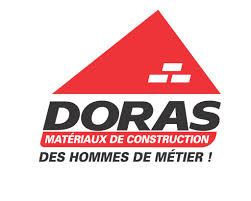 DORAS
MATÉRIAUX DE CONSTRUCTION
DES HOMMES DE MÉTIER !